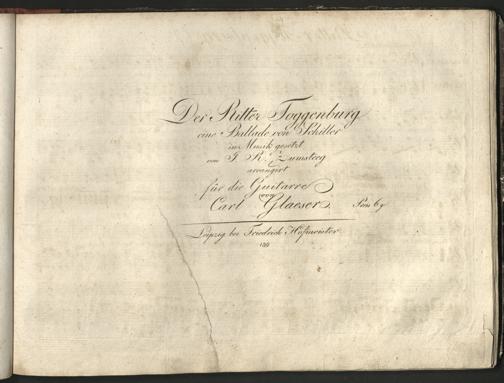 Der Ritter Toggenburg
eine Ballade von Schiller
in Musik gesetzt
von J. R. Zumsteeg
arrangirt
für die Guitarre
von
Carl Glaeser.
Leipzig bei Friedrich Hofmeister